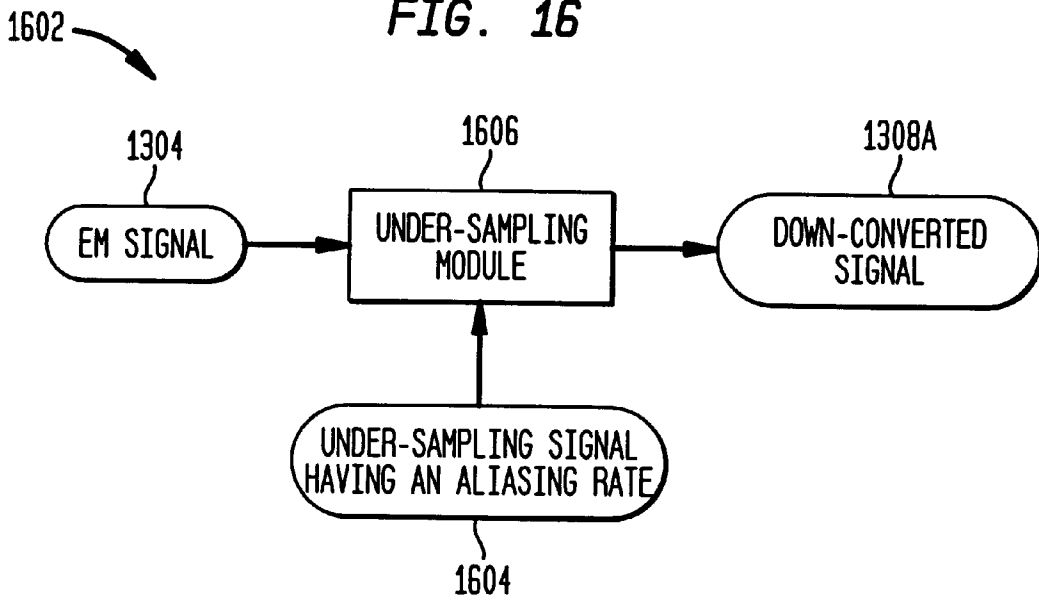 FIG. 16
1602
1304
EM SIGNAL
1606
UNDER-SAMPLING
MODULE
1308A
DOWN-CONVERTED
SIGNAL
UNDER-SAMPLING SIGNAL
HAVING AN ALIASING RATE
1604